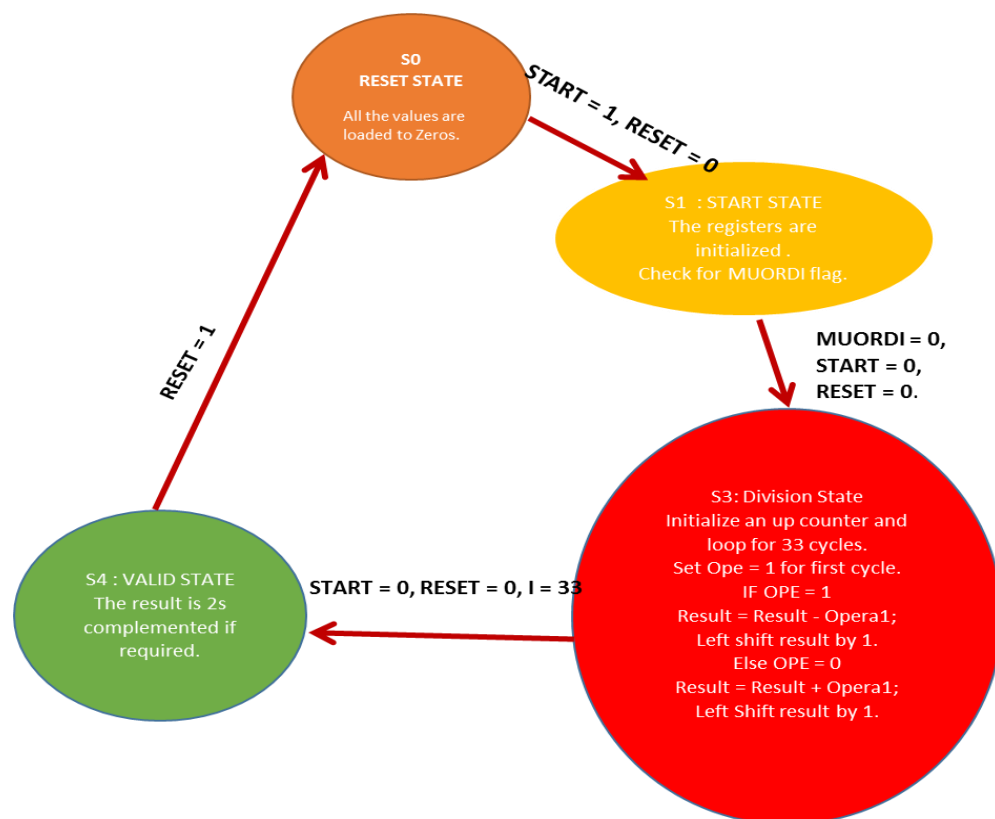 S0
RESET STATE
All the values are
loaded to Zeros.
START = 1, RESET = 0
S1 : START STATE
The registers are
initialized .
Check for MUORDI flag.
MUORDI = 0,
START = 0,
RESET = 0.
S3: Division State
Initialize an up counter and
loop for 33 cycles.
Set Ope = 1 for first cycle.
IF OPE = 1
Result = Result - Opera1;
Left shift result by 1.
Else OPE = 0
Result = Result + Opera1;
Left Shift result by 1.
START = 0, RESET = 0, I = 33
S4 : VALID STATE
The result is 2s
complemented if
required.
RESET = 1